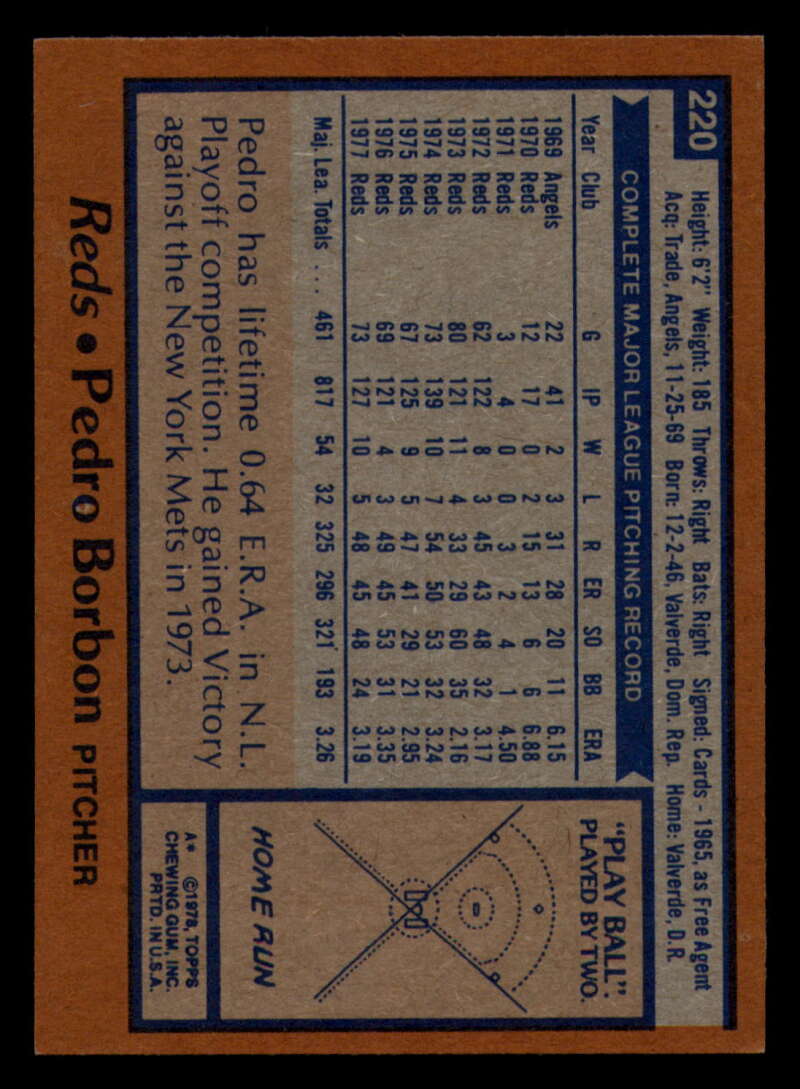 220
Height: 6'2" Weight: 185 Throws: Right Bats: Right Signed: Cards - 1965, as Free Agent
Acq: Trade, Angels, 11-25-69 Born: 12-2-46, Valverde, Dom. Rep. Home: Valverde, D.R.
COMPLETE MAJOR LEAGUE PITCHING RECORD
Year Club G IP W L R ER SO BB ERA
1969 Angels 22 41 2 3 31 28 20 11 6.15
1970 Reds 12 17 0 2 15 13 6 6 6.88
1971 Reds 3 4 0 0 3 2 4 1 4.50
1972 Reds 62 122 8 3 45 43 48 32 3.17
1973 Reds 80 121 11 4 33 29 60 35 2.16
1974 Reds 73 139 10 7 54 50 53 32 3.24
1975 Reds 67 125 9 5 47 41 29 21 2.95
1976 Reds 69 121 4 3 49 45 53 31 3.35
1977 Reds 73 127 10 5 48 45 48 24 3.19
Maj. Lea. Totals .... 461 817 54 32 325 296 321 193 3.26
Pedro has lifetime 0.64 E.R.A. in N.L.
Playoff competition. He gained Victory
against the New York Mets in 1973.
"PLAY BALL"
PLAYED BY TWO.
HOME RUN
A* ©1978, TOPPS
CHEWING GUM, INC.
PRTD. IN U.S.A.
Reds • Pedro Borbon PITCHER